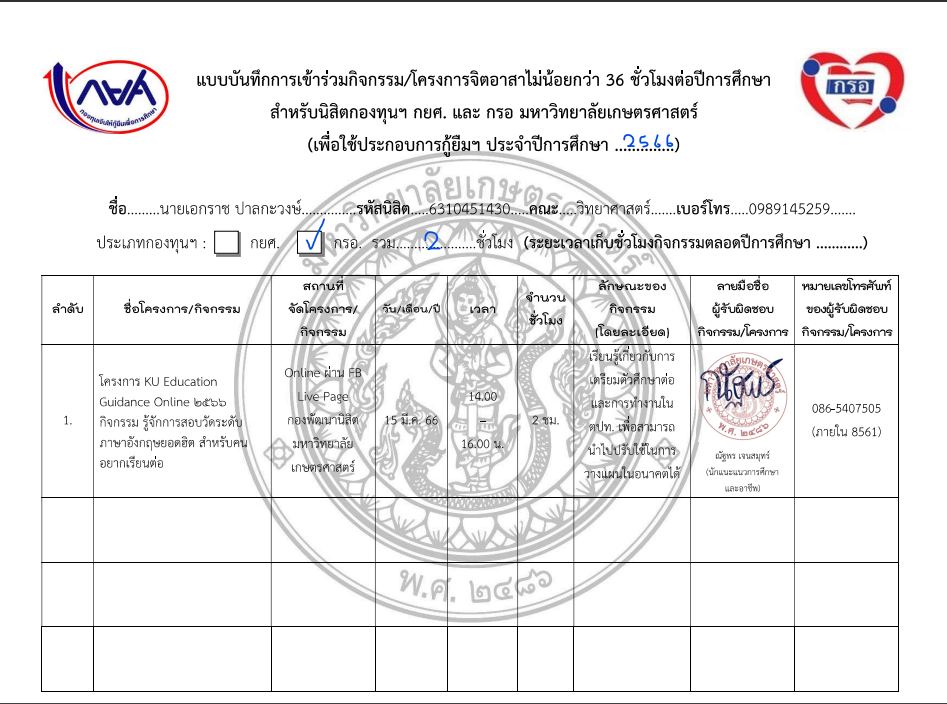 กยศ
กองทุนเงินให้กู้ยืมเพื่อการศึกษา
กรอ
แบบบันทึกการเข้าร่วมกิจกรรม/โครงการจิตอาสาไม่น้อยกว่า 36 ชั่วโมงต่อปีการศึกษา
สำหรับนิสิตกองทุนฯ กยศ. และ กรอ มหาวิทยาลัยเกษตรศาสตร์
(เพื่อใช้ประกอบการกู้ยืมฯ ประจำปีการศึกษา ...2566...)
ชื่อ.........นายเอกราช ปาลกะวงษ์...............รหัสนิสิต.....6310451430.....คณะ.....วิทยาศาสตร์.......เบอร์โทร.....0989145259.......
ประเภทกองทุนฯ : กยศ. ✓ กรอ. รวม........2.........ชั่วโมง (ระยะเวลาเก็บชั่วโมงกิจกรรมตลอดปีการศึกษา ............)
ลำดับ
ชื่อโครงการ/กิจกรรม
สถานที่
จัดโครงการ/
กิจกรรม
วัน/เดือน/ปี
เวลา
จำนวน
ชั่วโมง
ลักษณะของ
กิจกรรม
(โดยละเอียด)
ลายมือชื่อ
ผู้รับผิดชอบ
กิจกรรม/โครงการ
หมายเลขโทรศัพท์
ของผู้รับผิดชอบ
กิจกรรม/โครงการ
1.
โครงการ KU Education
Guidance Online ๒๕๖๖
กิจกรรม รู้จักการสอบวัดระดับ
ภาษาอังกฤษยอดฮิต สำหรับคน
อยากเรียนต่อ
Online ผ่าน FB
Live Page
กองพัฒนานิสิต
มหาวิทยาลัย
เกษตรศาสตร์
15 มี.ค. 66
14.00
–
16.00 น.
2 ชม.
เรียนรู้เกี่ยวกับการ
เตรียมตัวศึกษาต่อ
และการทำงานใน
ตปท. เพื่อสามารถ
นำไปปรับใช้ในการ
วางแผนในอนาคตได้
มหาวิทยาลัยเกษตรศาสตร์
พ.ศ. ๒๔๘๖
ณัฐพร เจนสมุทร์
(นักแนะแนวการศึกษา
และอาชีพ)
086-5407505
(ภายใน 8561)
มหาวิทยาลัยเกษตรศาสตร์
พ.ศ. ๒๔๘๖